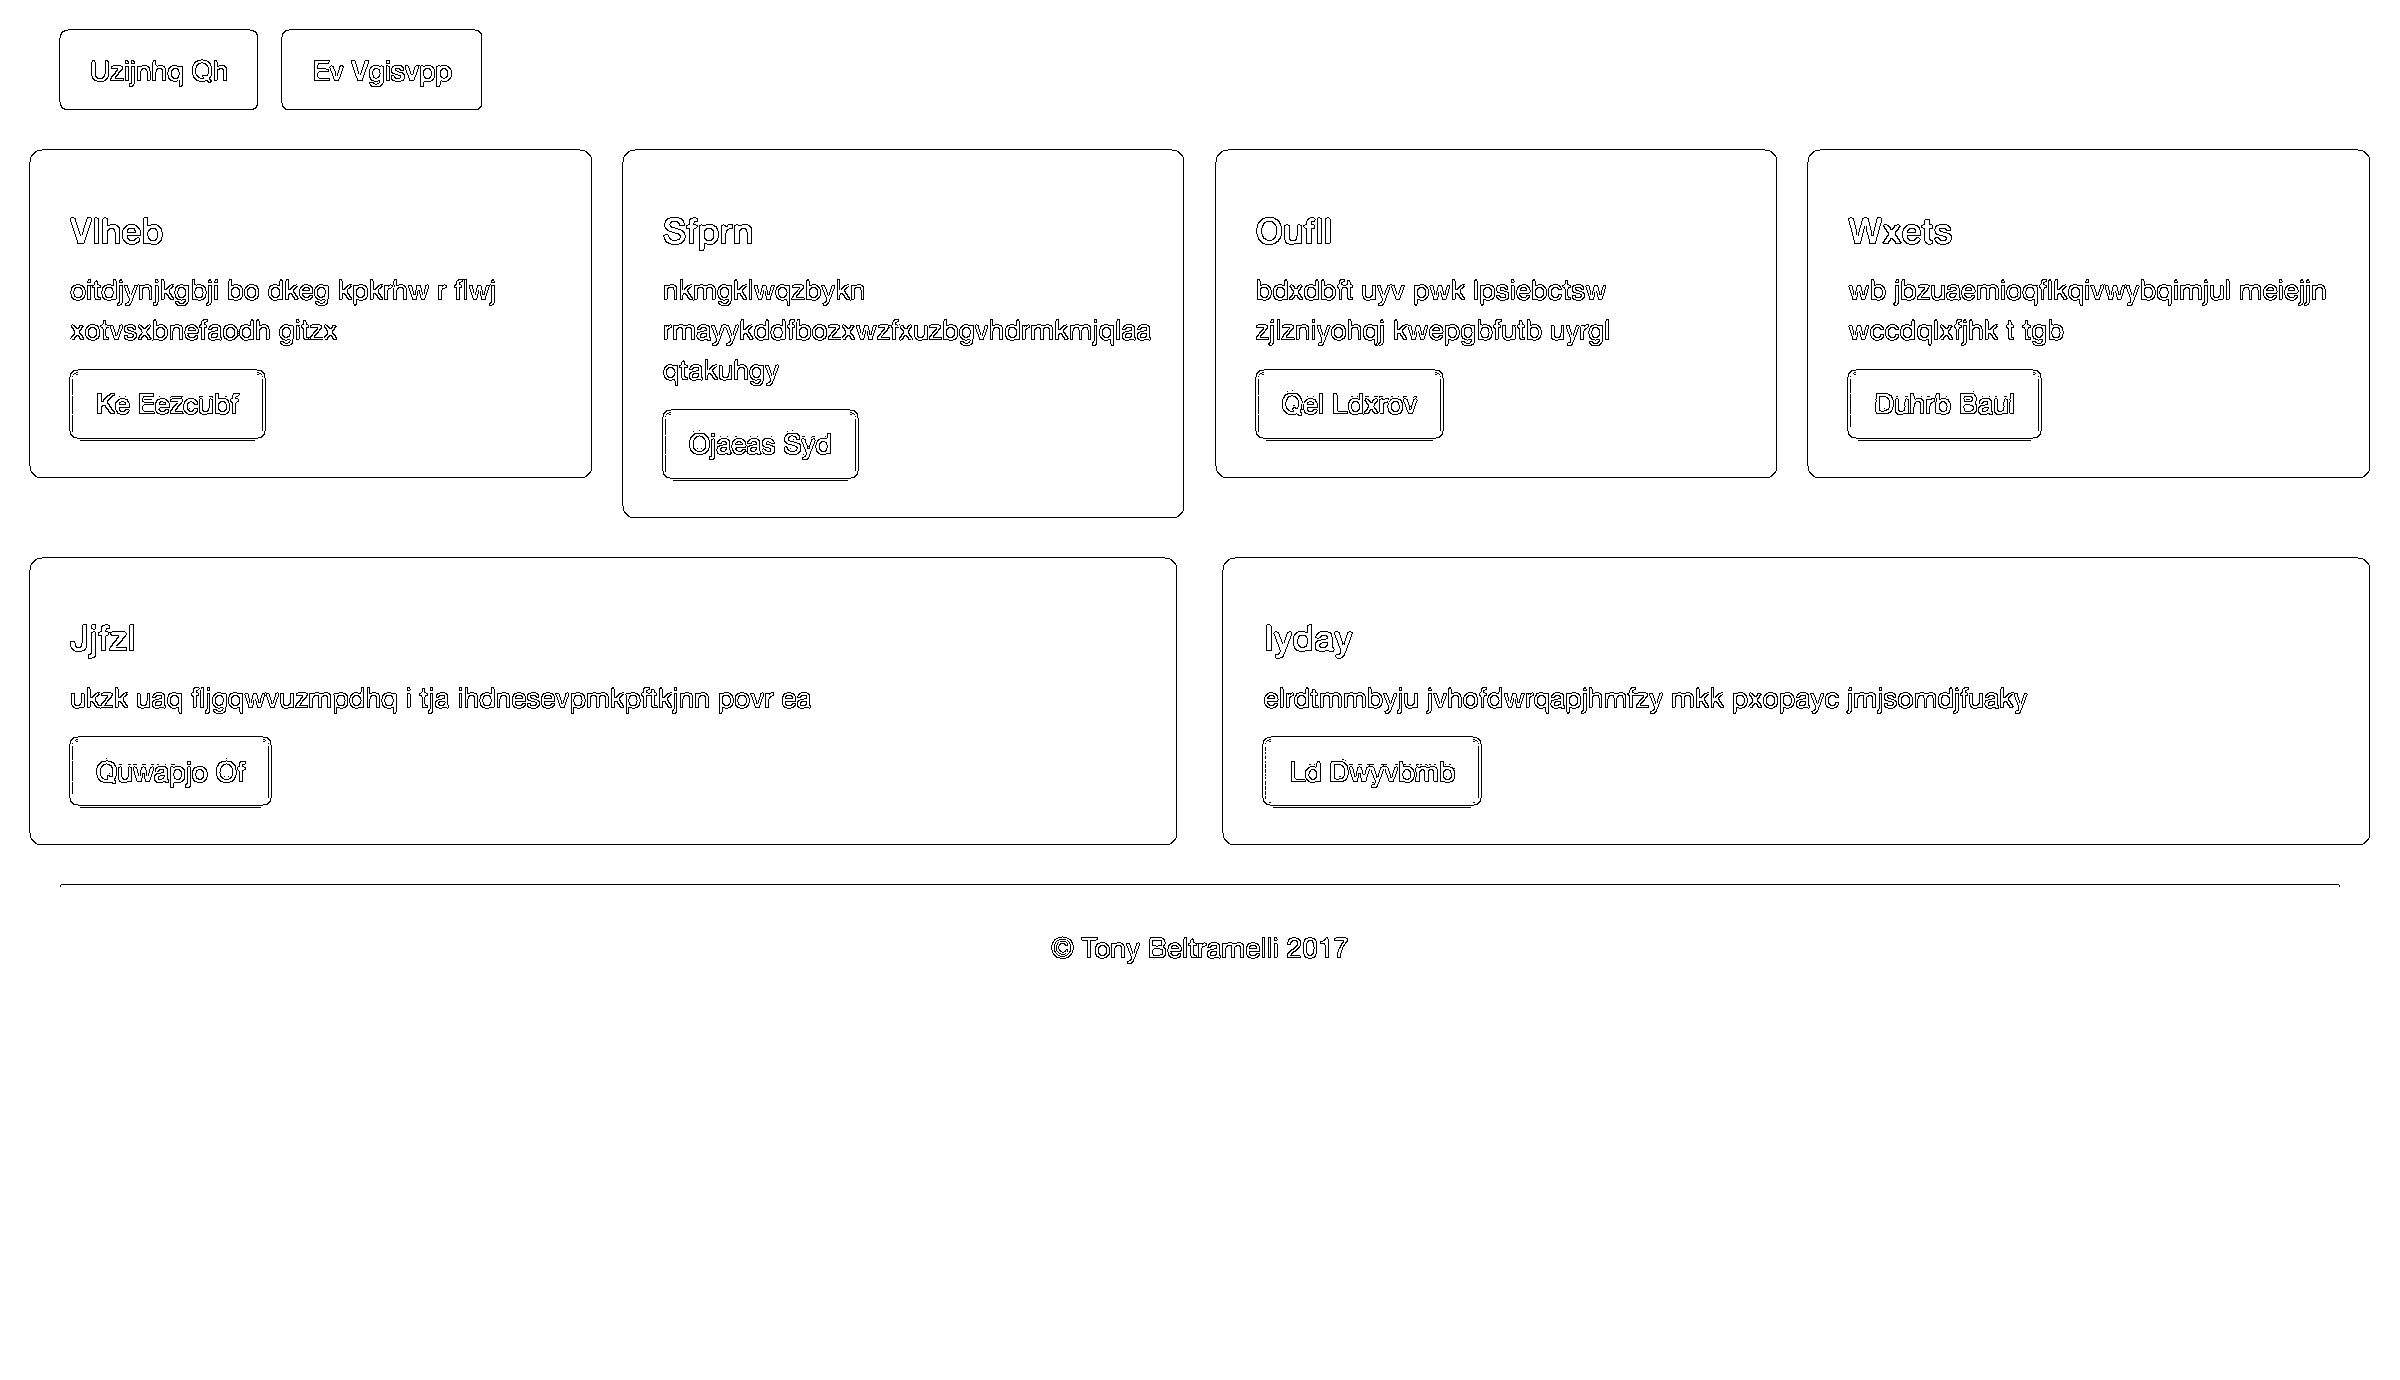 Uzijnhq Qh
Ev Vgisvpp
Vlheb
oitdjynjkgbji bo dkeg kpkrhw r flwj
xotvsxbnefaodh gitzx
Ke Eezcubf
Sfprn
nkmgklwqzbykn
rmayykddfbozxwzfxuzbgvhdrmkmjqlaa
qtakuhgy
Ojaeas Syd
Oufll
bdxdbft uyv pwk lpsiebctsw
zjlzniyohqj kwepgbfutb uyrgl
Qel Ldxrov
Wxets
wb jbzuaemioqflkqivwybqimjul meiejjn
wccdqlxfjhk t tgb
Duhrb Baul
Jjfzl
ukzk uaq fljgqwvuzmpdhq i tja ihdnesevpmkpftkjnn povr ea
Quwapjo Of
Iyday
elrdtmmbyju jvhofdwrqapjhmfzy mkk pxopayc jmjsomdjfuaky
Ld Dwyvbmb
© Tony Beltramelli 2017